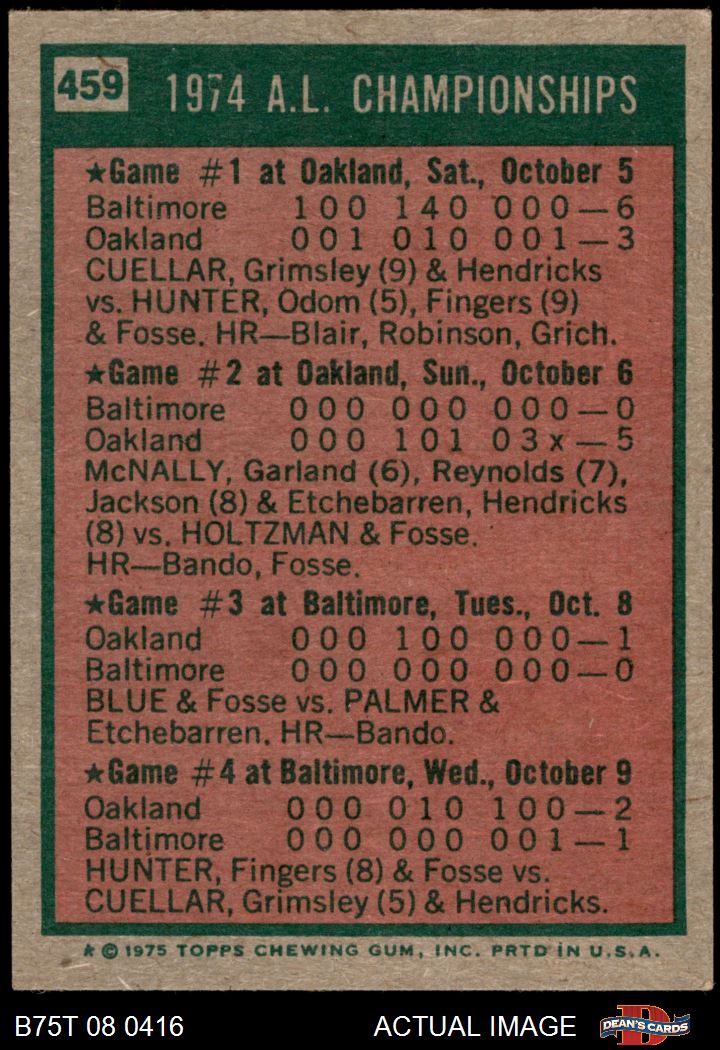 459 1974 A.L. CHAMPIONSHIPS
★Game #1 at Oakland, Sat., October 5
Baltimore 100 140 000—6
Oakland 001 010 001—3
CUELLAR, Grimsley (9) & Hendricks
vs. HUNTER, Odom (5), Fingers (9)
& Fosse. HR—Blair, Robinson, Grich.
★Game #2 at Oakland, Sun., October 6
Baltimore 000 000 000—0
Oakland 000 101 03x—5
McNALLY, Garland (6), Reynolds (7),
Jackson (8) & Etchebarren, Hendricks
(8) vs. HOLTZMAN & Fosse.
HR—Bando, Fosse.
★Game #3 at Baltimore, Tues., Oct. 8
Oakland 000 100 000—1
Baltimore 000 000 000—0
BLUE & Fosse vs. PALMER &
Etchebarren. HR—Bando.
★Game #4 at Baltimore, Wed., October 9
Oakland 000 010 100—2
Baltimore 000 000 001—1
HUNTER, Fingers (8) & Fosse vs.
CUELLAR, Grimsley (5) & Hendricks.
★ © 1975 TOPPS CHEWING GUM, INC. PRTD IN U.S.A.
B75T 08 0416 ACTUAL IMAGE DEAN'S CARDS